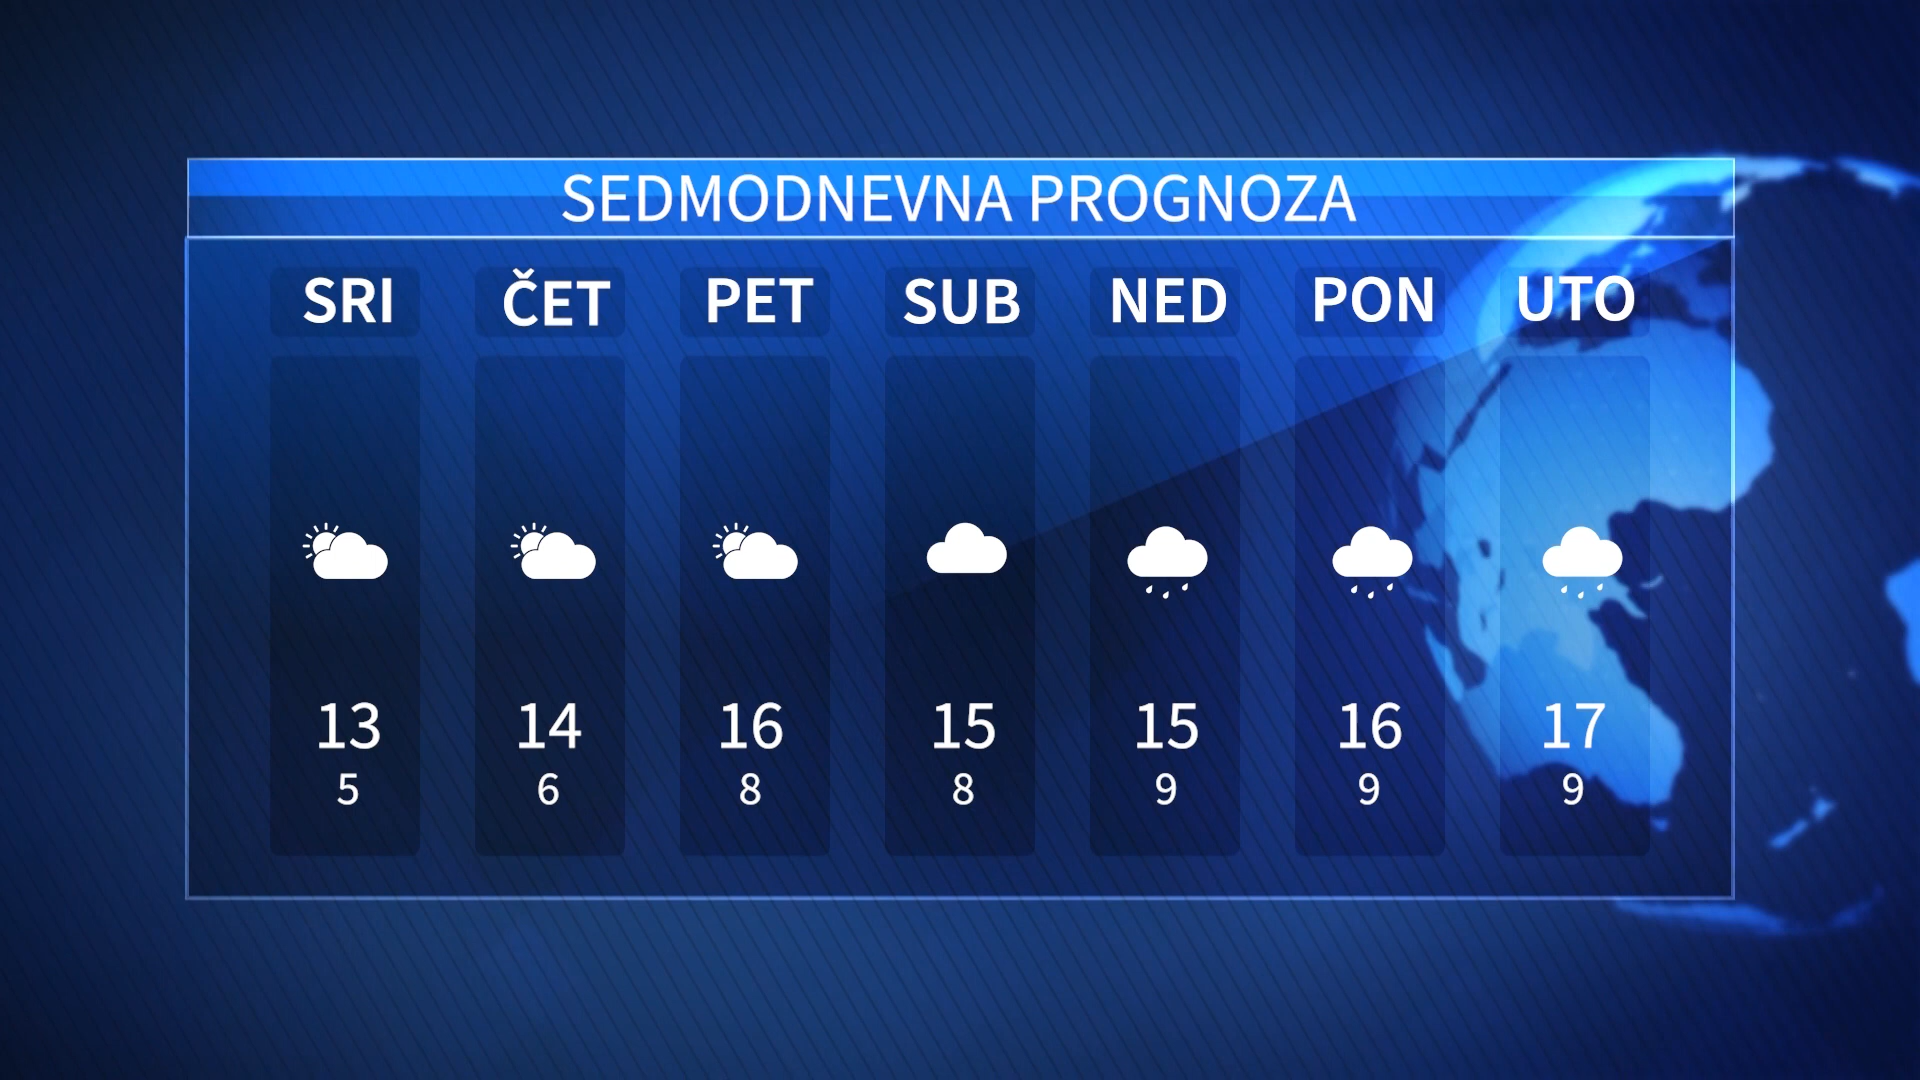 SEDMODNEVNA PROGNOZA
SRI ČET PET SUB NED PON UTO
13 14 16 15 15 16 17
5 6 8 8 9 9 9